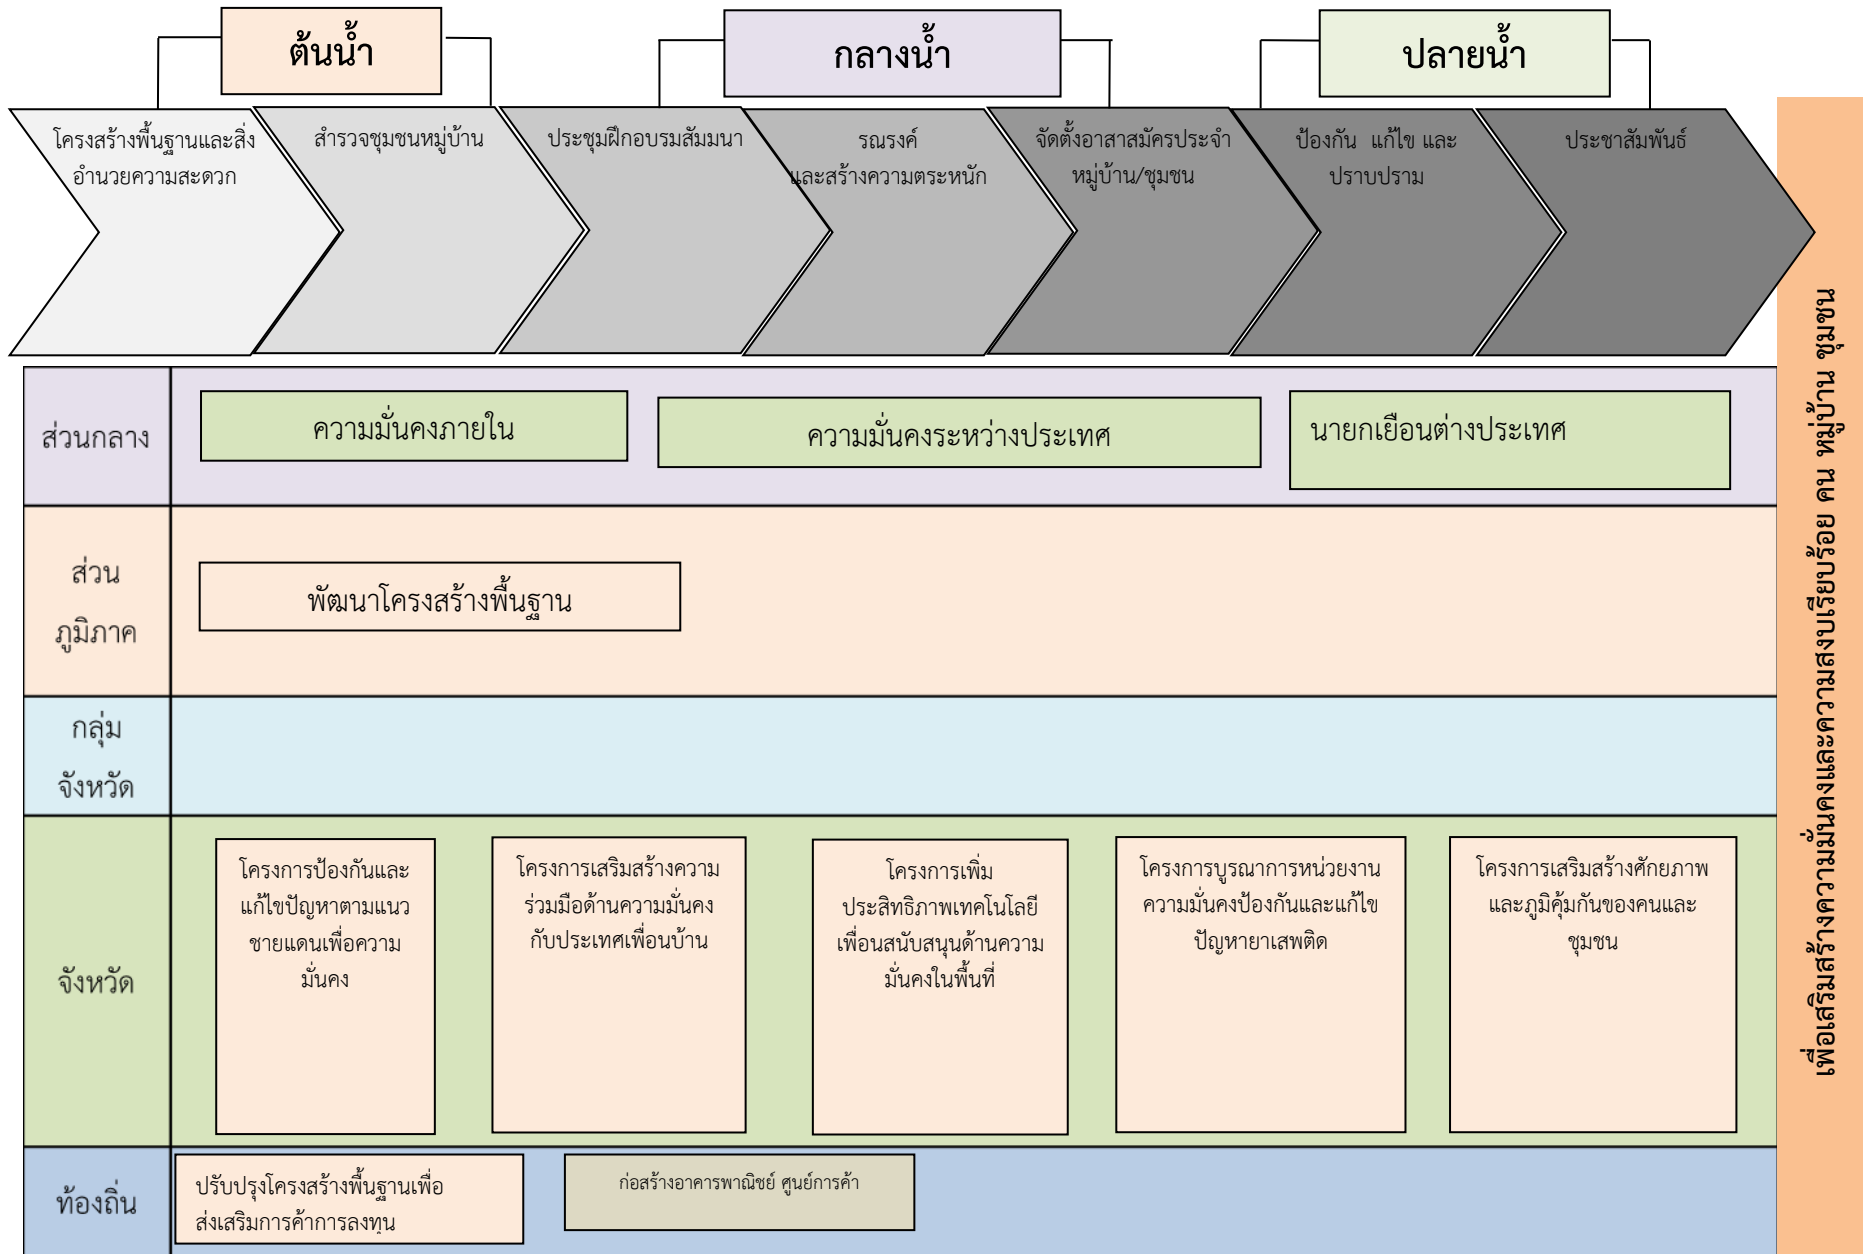 ต้นน้ำ
กลางน้ำ
ปลายน้ำ
โครงสร้างพื้นฐานและสิ่ง
อำนวยความสะดวก
สำรวจชุมชนหมู่บ้าน
ประชุมฝึกอบรมสัมมนา
รณรงค์
และสร้างความตระหนัก
จัดตั้งอาสาสมัครประจำ
หมู่บ้าน/ชุมชน
ป้องกัน แก้ไข และ
ปราบปราม
ประชาสัมพันธ์
ส่วนกลาง
ความมั่นคงภายใน
ความมั่นคงระหว่างประเทศ
นายกเยือนต่างประเทศ
ส่วน
ภูมิภาค
พัฒนาโครงสร้างพื้นฐาน
กลุ่ม
จังหวัด
จังหวัด
โครงการป้องกันและ
แก้ไขปัญหาตามแนว
ชายแดนเพื่อความ
มั่นคง
โครงการเสริมสร้างความ
ร่วมมือด้านความมั่นคง
กับประเทศเพื่อนบ้าน
โครงการเพิ่ม
ประสิทธิภาพเทคโนโลยี
เพื่อนสนับสนุนด้านความ
มั่นคงในพื้นที่
โครงการบูรณาการหน่วยงาน
ความมั่นคงป้องกันและแก้ไข
ปัญหายาเสพติด
โครงการเสริมสร้างศักยภาพ
และภูมิคุ้มกันของคนและ
ชุมชน
ท้องถิ่น
ปรับปรุงโครงสร้างพื้นฐานเพื่อ
ส่งเสริมการค้าการลงทุน
ก่อสร้างอาคารพาณิชย์ ศูนย์การค้า
เพื่อเสริมสร้างความมั่นคงและความสงบเรียบร้อย คน หมู่บ้าน ชุมชน